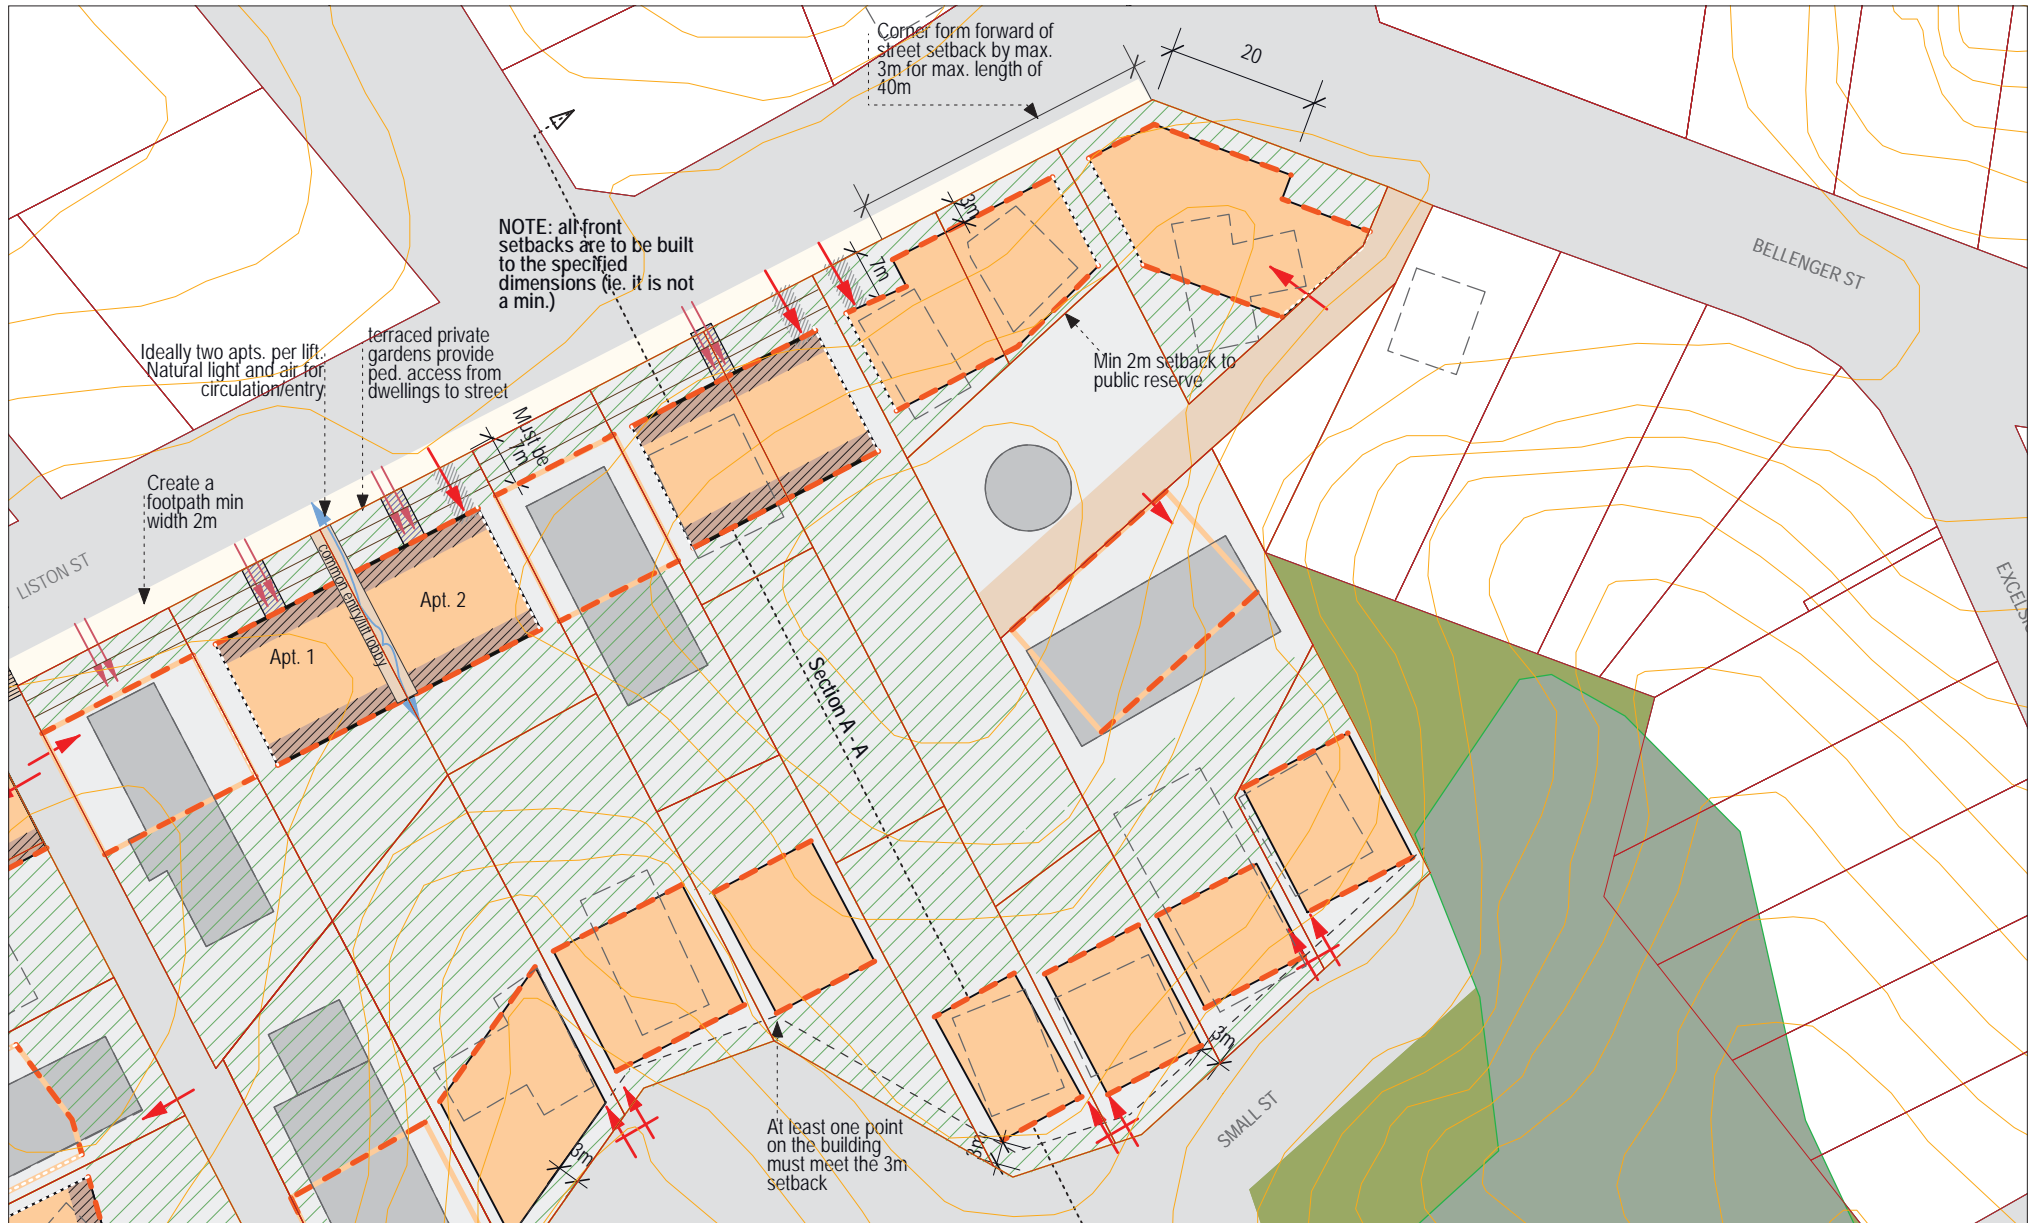 Corner form forward of
street setback by max.
3m for max. length of
40m
20
NOTE: all front
setbacks are to be built
to the specified
dimensions (ie. it is not
a min.)
3m
7m
BELLENGER ST
Ideally two apts. per lift.
Natural light and air for
circulation/entry
terraced private
gardens provide
ped. access from
dwellings to street
Min 2m setback to
public reserve
Must be
7m
Create a
footpath min
width 2m
LISTON ST
common entry/lift lobby
Apt. 2
Apt. 1
Section A - A
SMALL ST
3m
3m
3m
At least one point
on the building
must meet the 3m
setback